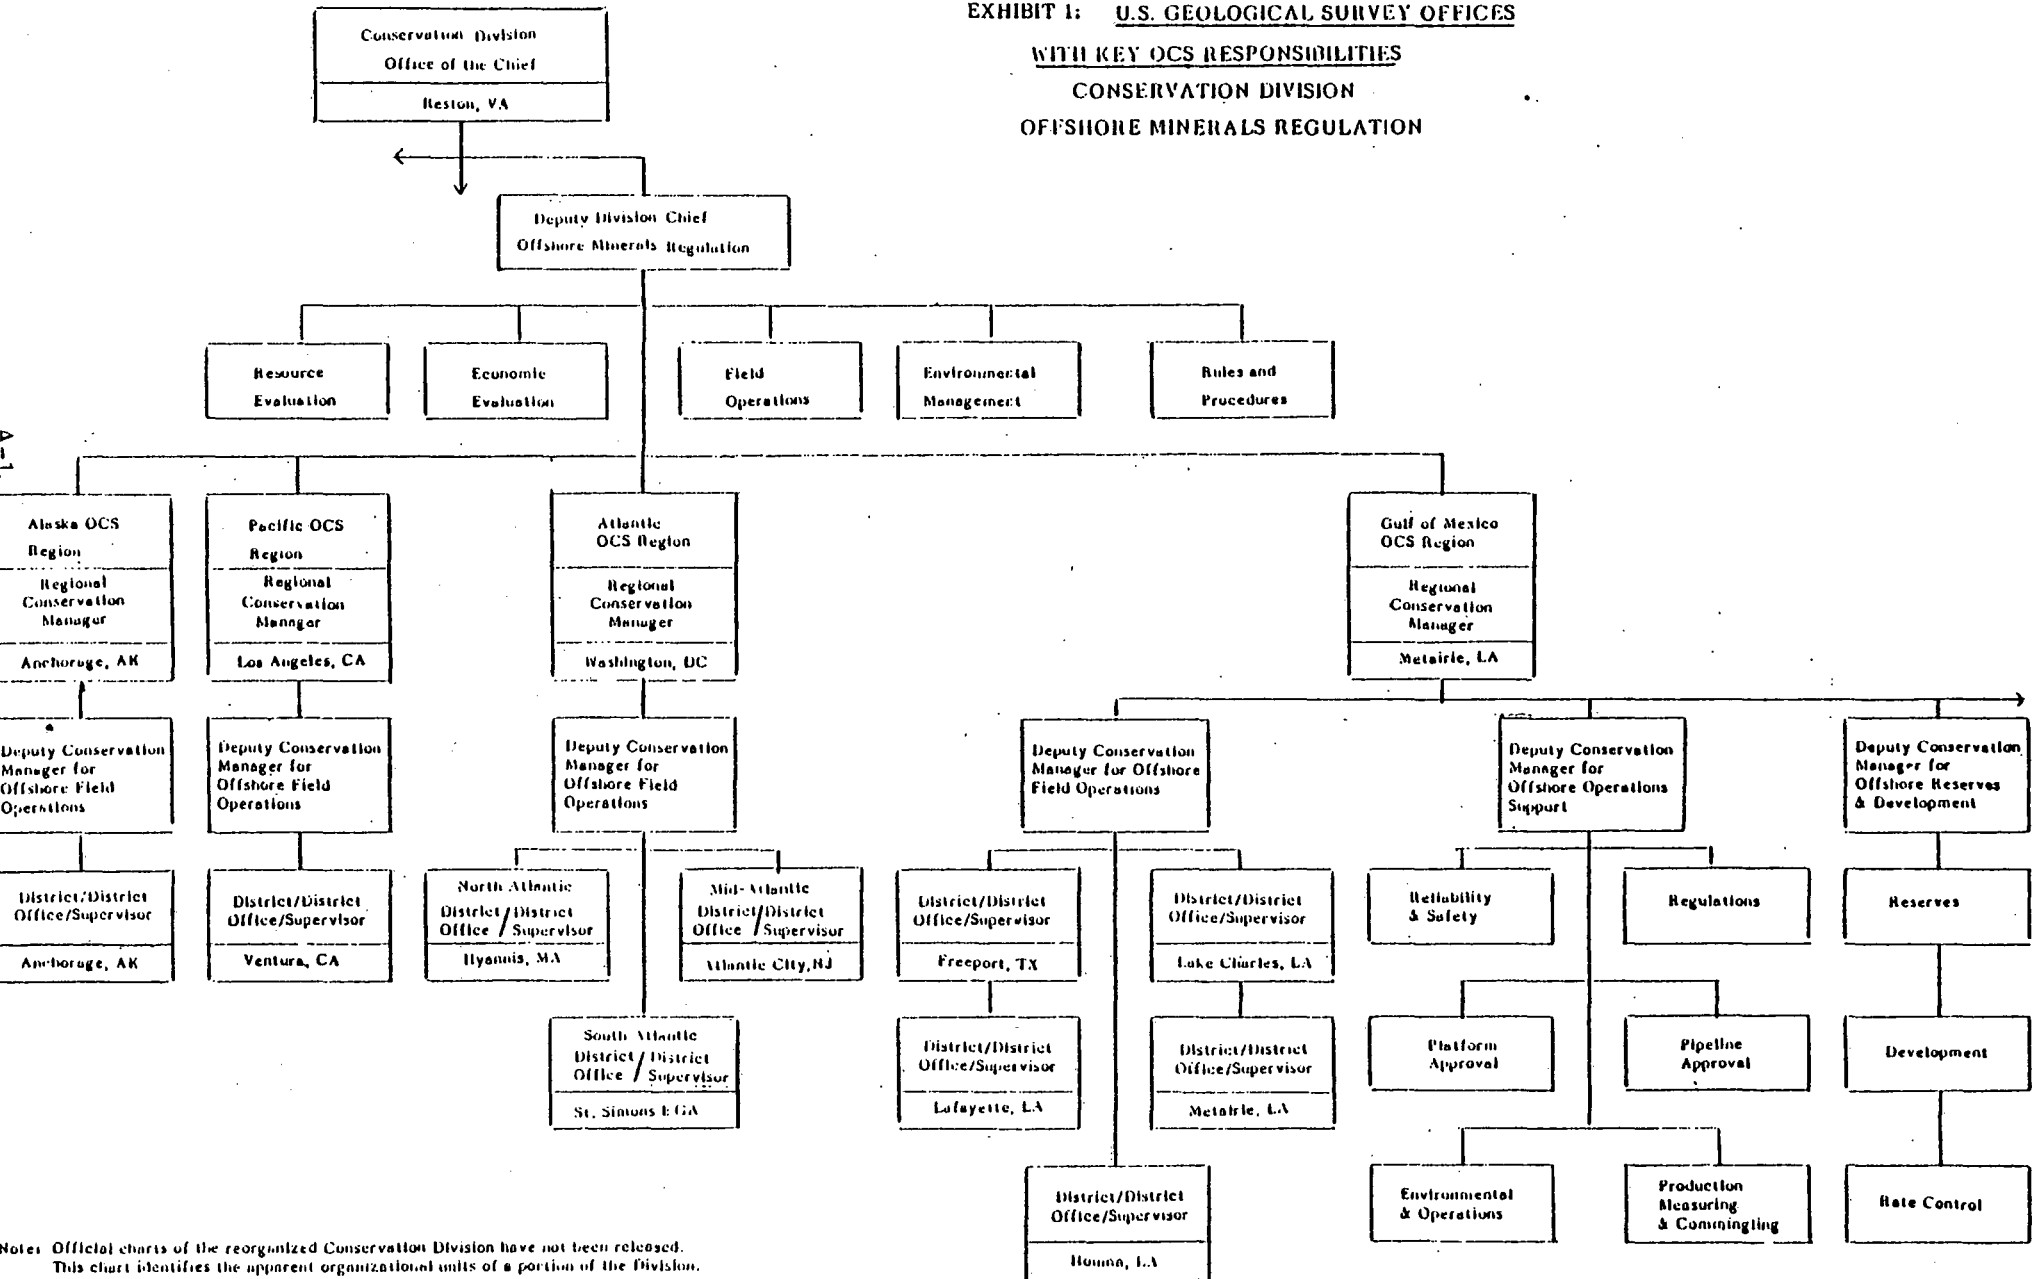 EXHIBIT 1: U.S. GEOLOGICAL SURVEY OFFICES
WITH KEY OCS RESPONSIBILITIES
CONSERVATION DIVISION
OFFSHORE MINERALS REGULATION
Conservation Division
Office of the Chief
Reston, VA
Deputy Division Chief
Offshore Minerals Regulation
Resource
Evaluation
Economic
Evaluation
Field
Operations
Environmental
Management
Rules and
Procedures
A-1
Alaska OCS
Region
Regional
Conservation
Manager
Anchorage, AK
Pacific OCS
Region
Regional
Conservation
Manager
Los Angeles, CA
Atlantic
OCS Region
Regional
Conservation
Manager
Washington, DC
Gulf of Mexico
OCS Region
Regional
Conservation
Manager
Metairie, LA
Deputy Conservation
Manager for
Offshore Field
Operations
Deputy Conservation
Manager for
Offshore Field
Operations
Deputy Conservation
Manager for
Offshore Field
Operations
Deputy Conservation
Manager for Offshore
Field Operations
Deputy Conservation
Manager for
Offshore Operations
Support
Deputy Conservation
Manager for
Offshore Reserves
& Development
District/District
Office/Supervisor
Anchorage, AK
District/District
Office/Supervisor
Ventura, CA
North Atlantic
District/District
Office/Supervisor
Hyannis, MA
Mid-Atlantic
District/District
Office/Supervisor
Atlantic City, NJ
District/District
Office/Supervisor
Freeport, TX
District/District
Office/Supervisor
Lake Charles, LA
Reliability
& Safety
Regulations
Reserves
South Atlantic
District/District
Office/Supervisor
St. Simons I GA
District/District
Office/Supervisor
Lafayette, LA
District/District
Office/Supervisor
Metairie, LA
Platform
Approval
Pipeline
Approval
Development
District/District
Office/Supervisor
Houma, LA
Environmental
& Operations
Production
Measuring
& Commingling
Rate Control
Note: Official charts of the reorganized Conservation Division have not been released.
This chart identifies the apparent organizational units of a portion of the Division.